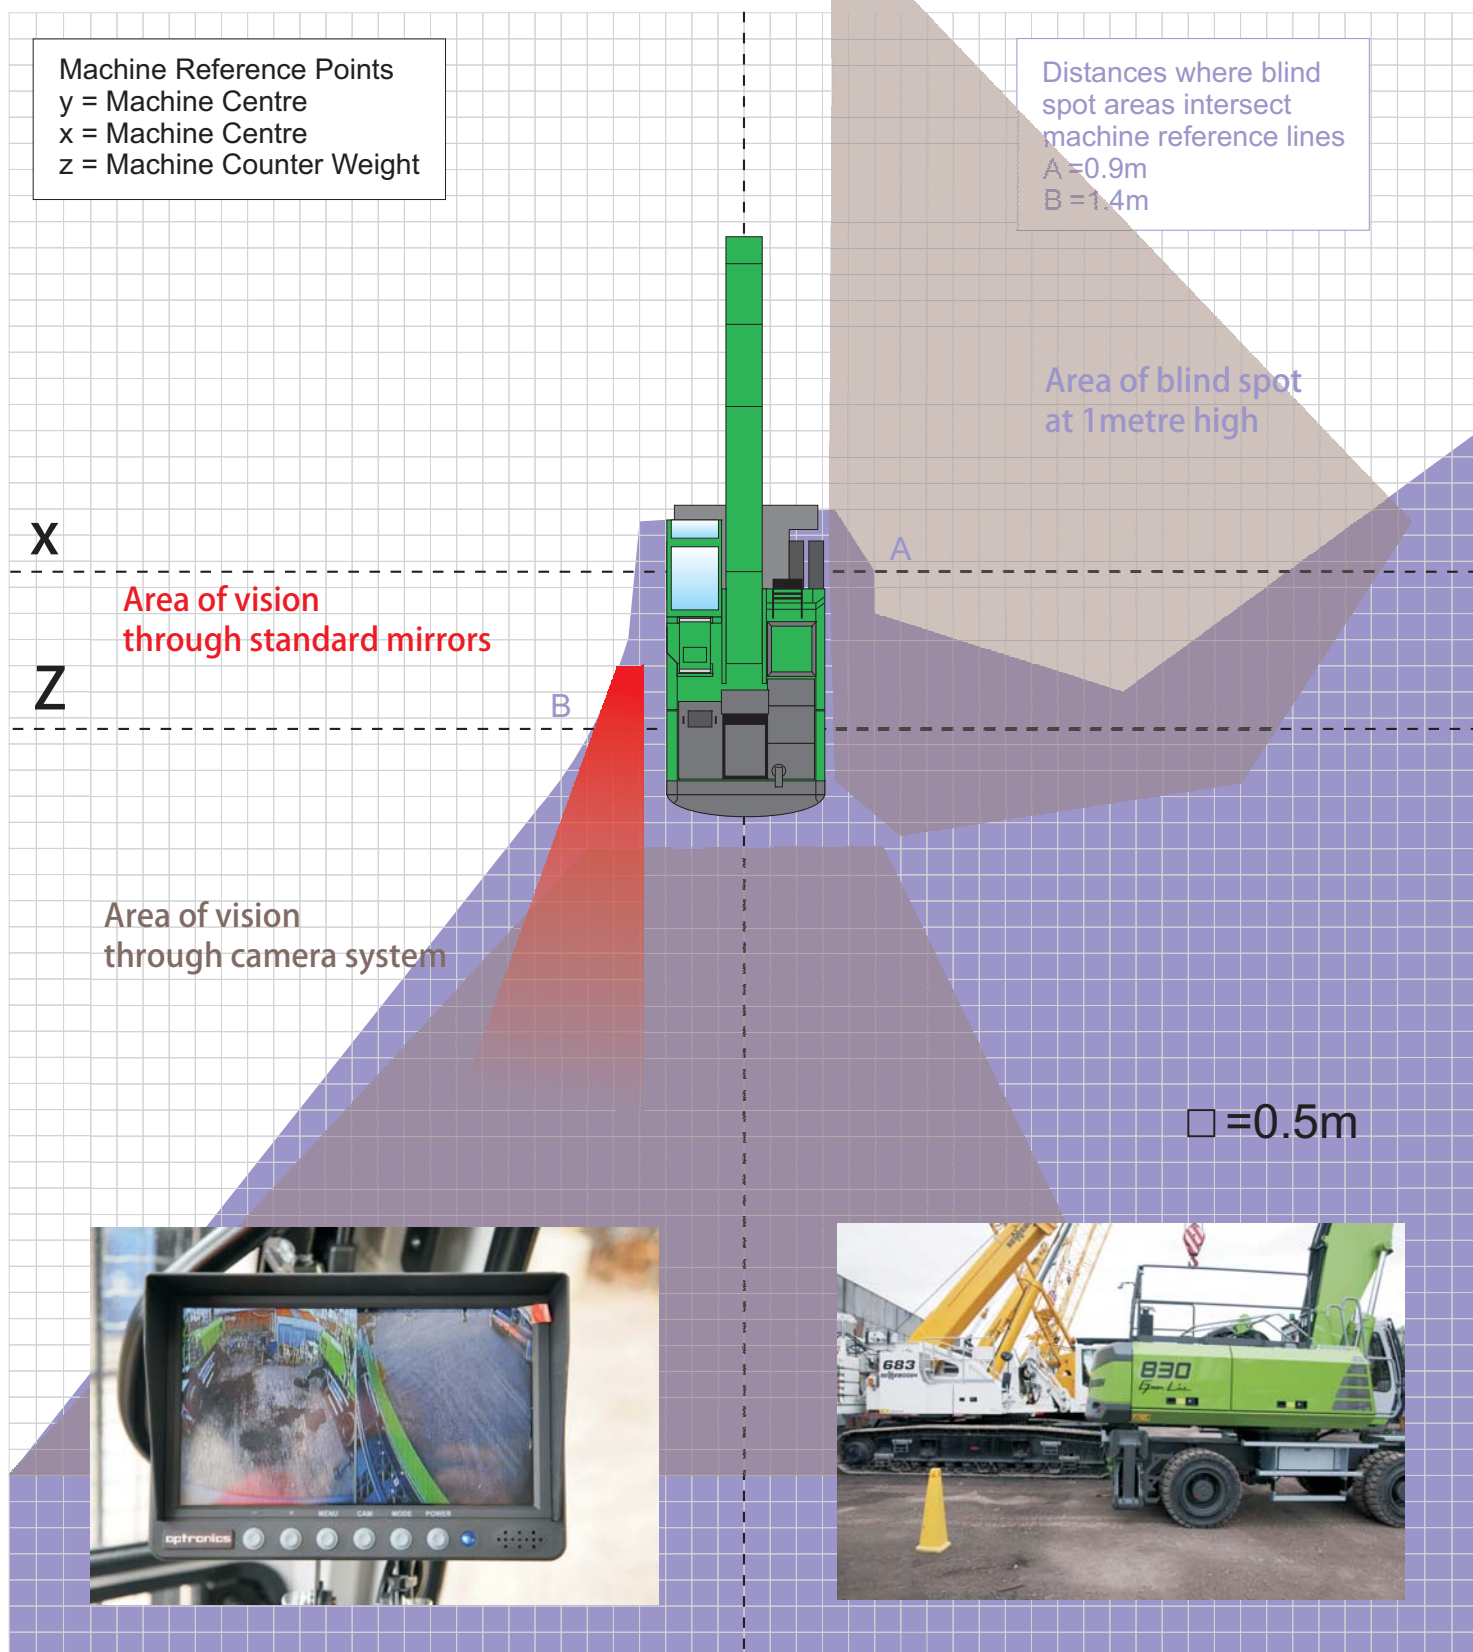 Machine Reference Points
y = Machine Centre
x = Machine Centre
z = Machine Counter Weight
Distances where blind
spot areas intersect
machine reference lines
A =0.9m
B =1.4m
Area of blind spot
at 1metre high
X
A
Area of vision
through standard mirrors
Z
B
Area of vision
through camera system
=0.5m
MENU CAM MODE POWER
optronics
683
830
Green Line